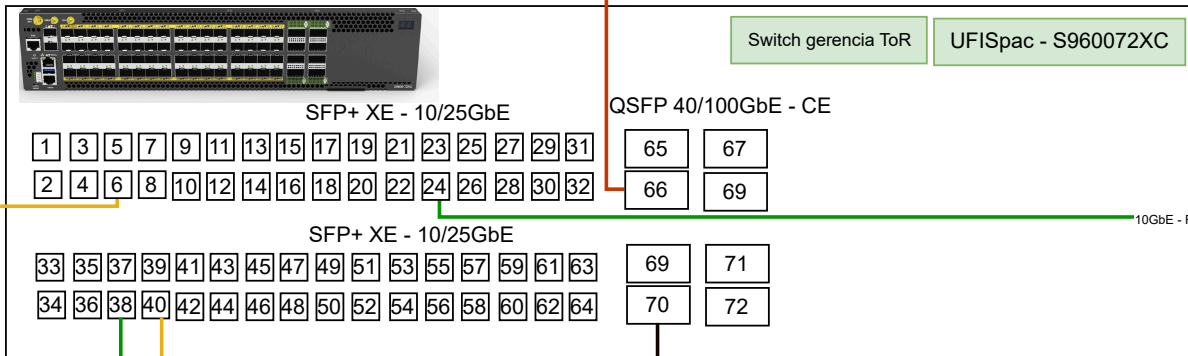 Switch gerencia ToR
UFISpac - S960072XC
SFP+ XE - 10/25GbE
QSFP 40/100GbE - CE
1 3 5 7 9 11 13 15 17 19 21 23 25 27 29 31 65 67
2 4 6 8 10 12 14 16 18 20 22 24 26 28 30 32 66 69
10GbE -
SFP+ XE - 10/25GbE
33 35 37 39 41 43 45 47 49 51 53 55 57 59 61 63 69 71
34 36 38 40 42 44 46 48 50 52 54 56 58 60 62 64 70 72